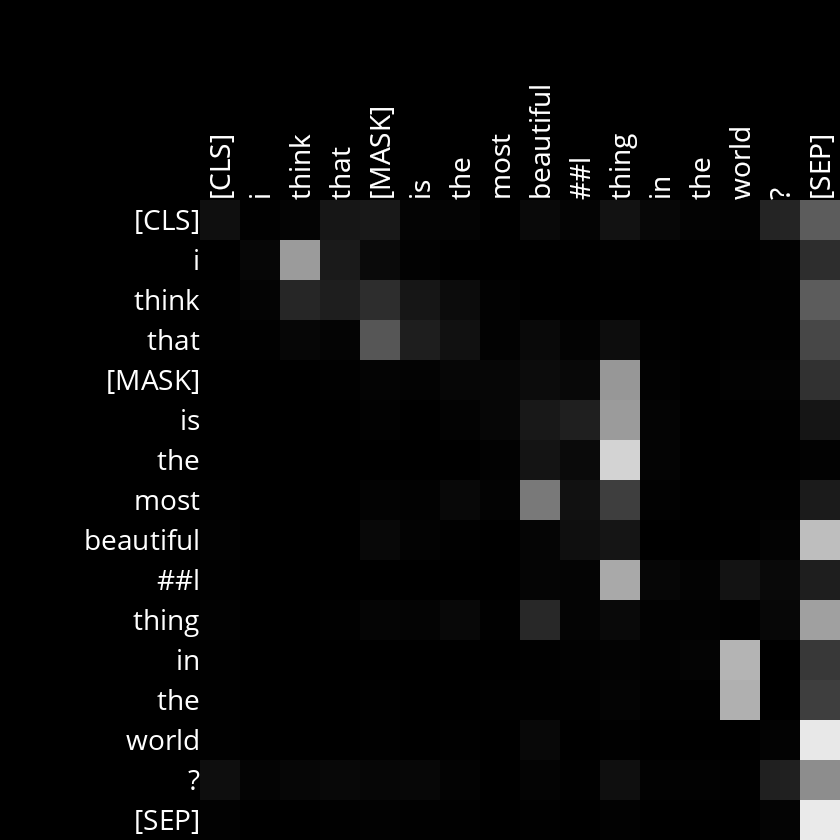 [CLS] i think that [MASK] is the most beautiful ##l thing in the world ? [SEP]
[CLS]
i
think
that
[MASK]
is
the
most
beautiful
##l
thing
in
the
world
?
[SEP]